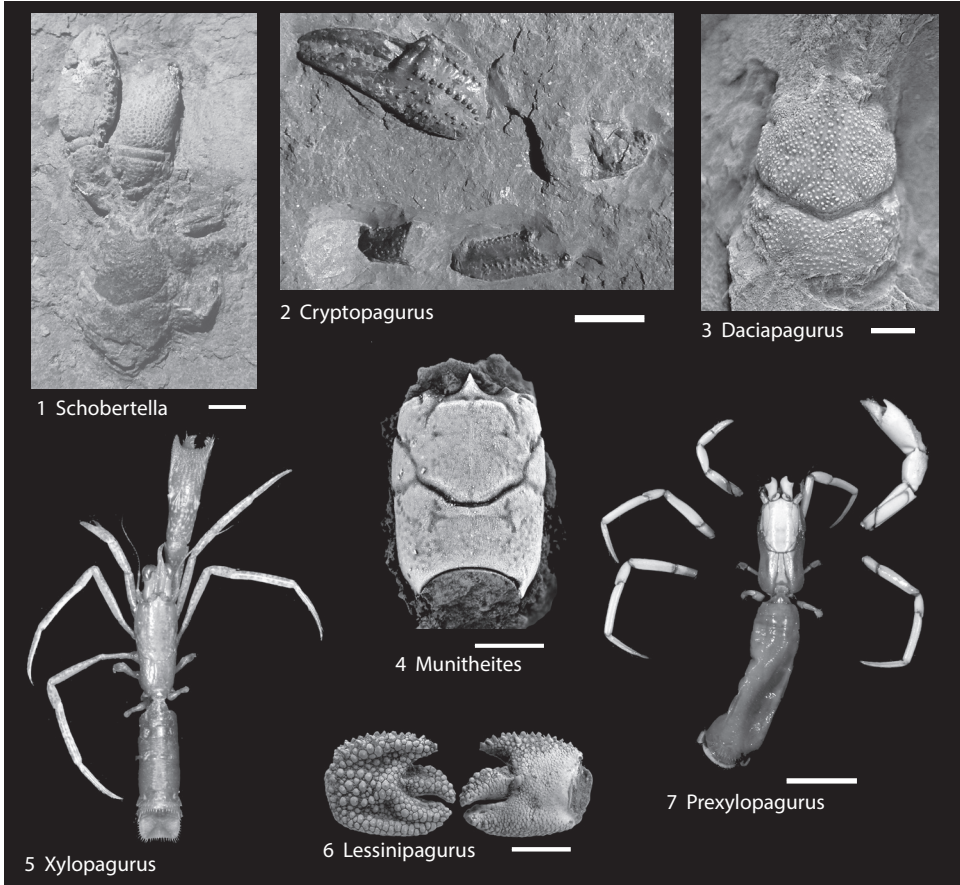 1 Schobertella
2 Cryptopagurus
3 Daciapagurus
4 Munitheites
5 Xylopagurus
6 Lessinipagurus
7 Prexylopagurus